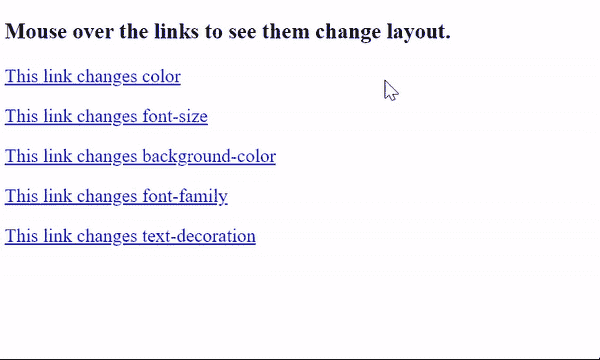 Mouse over the links to see them change layout.
This link changes color
This link changes font-size
This link changes background-color
This link changes font-family
This link changes text-decoration